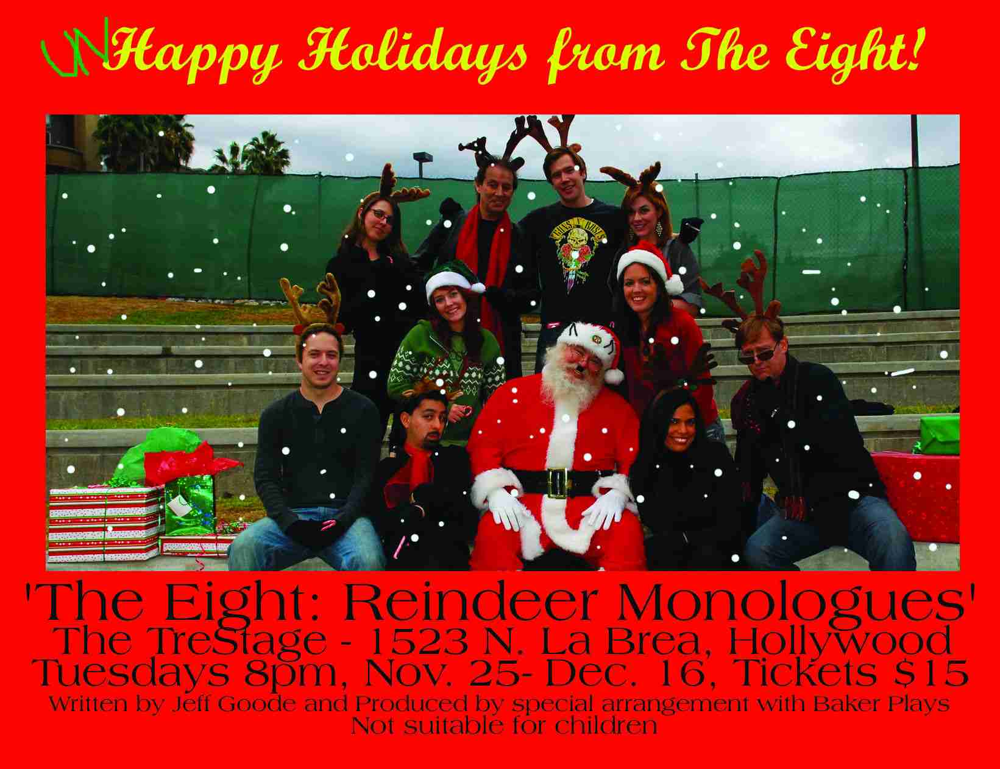 UNHappy Holidays from The Eight!
GUNS N' ROSES
'The Eight: Reindeer Monologues'
The TreStage - 1523 N. La Brea, Hollywood
Tuesdays 8pm, Nov. 25- Dec. 16, Tickets $15
Written by Jeff Goode and Produced by special arrangement with Baker Plays
Not suitable for children